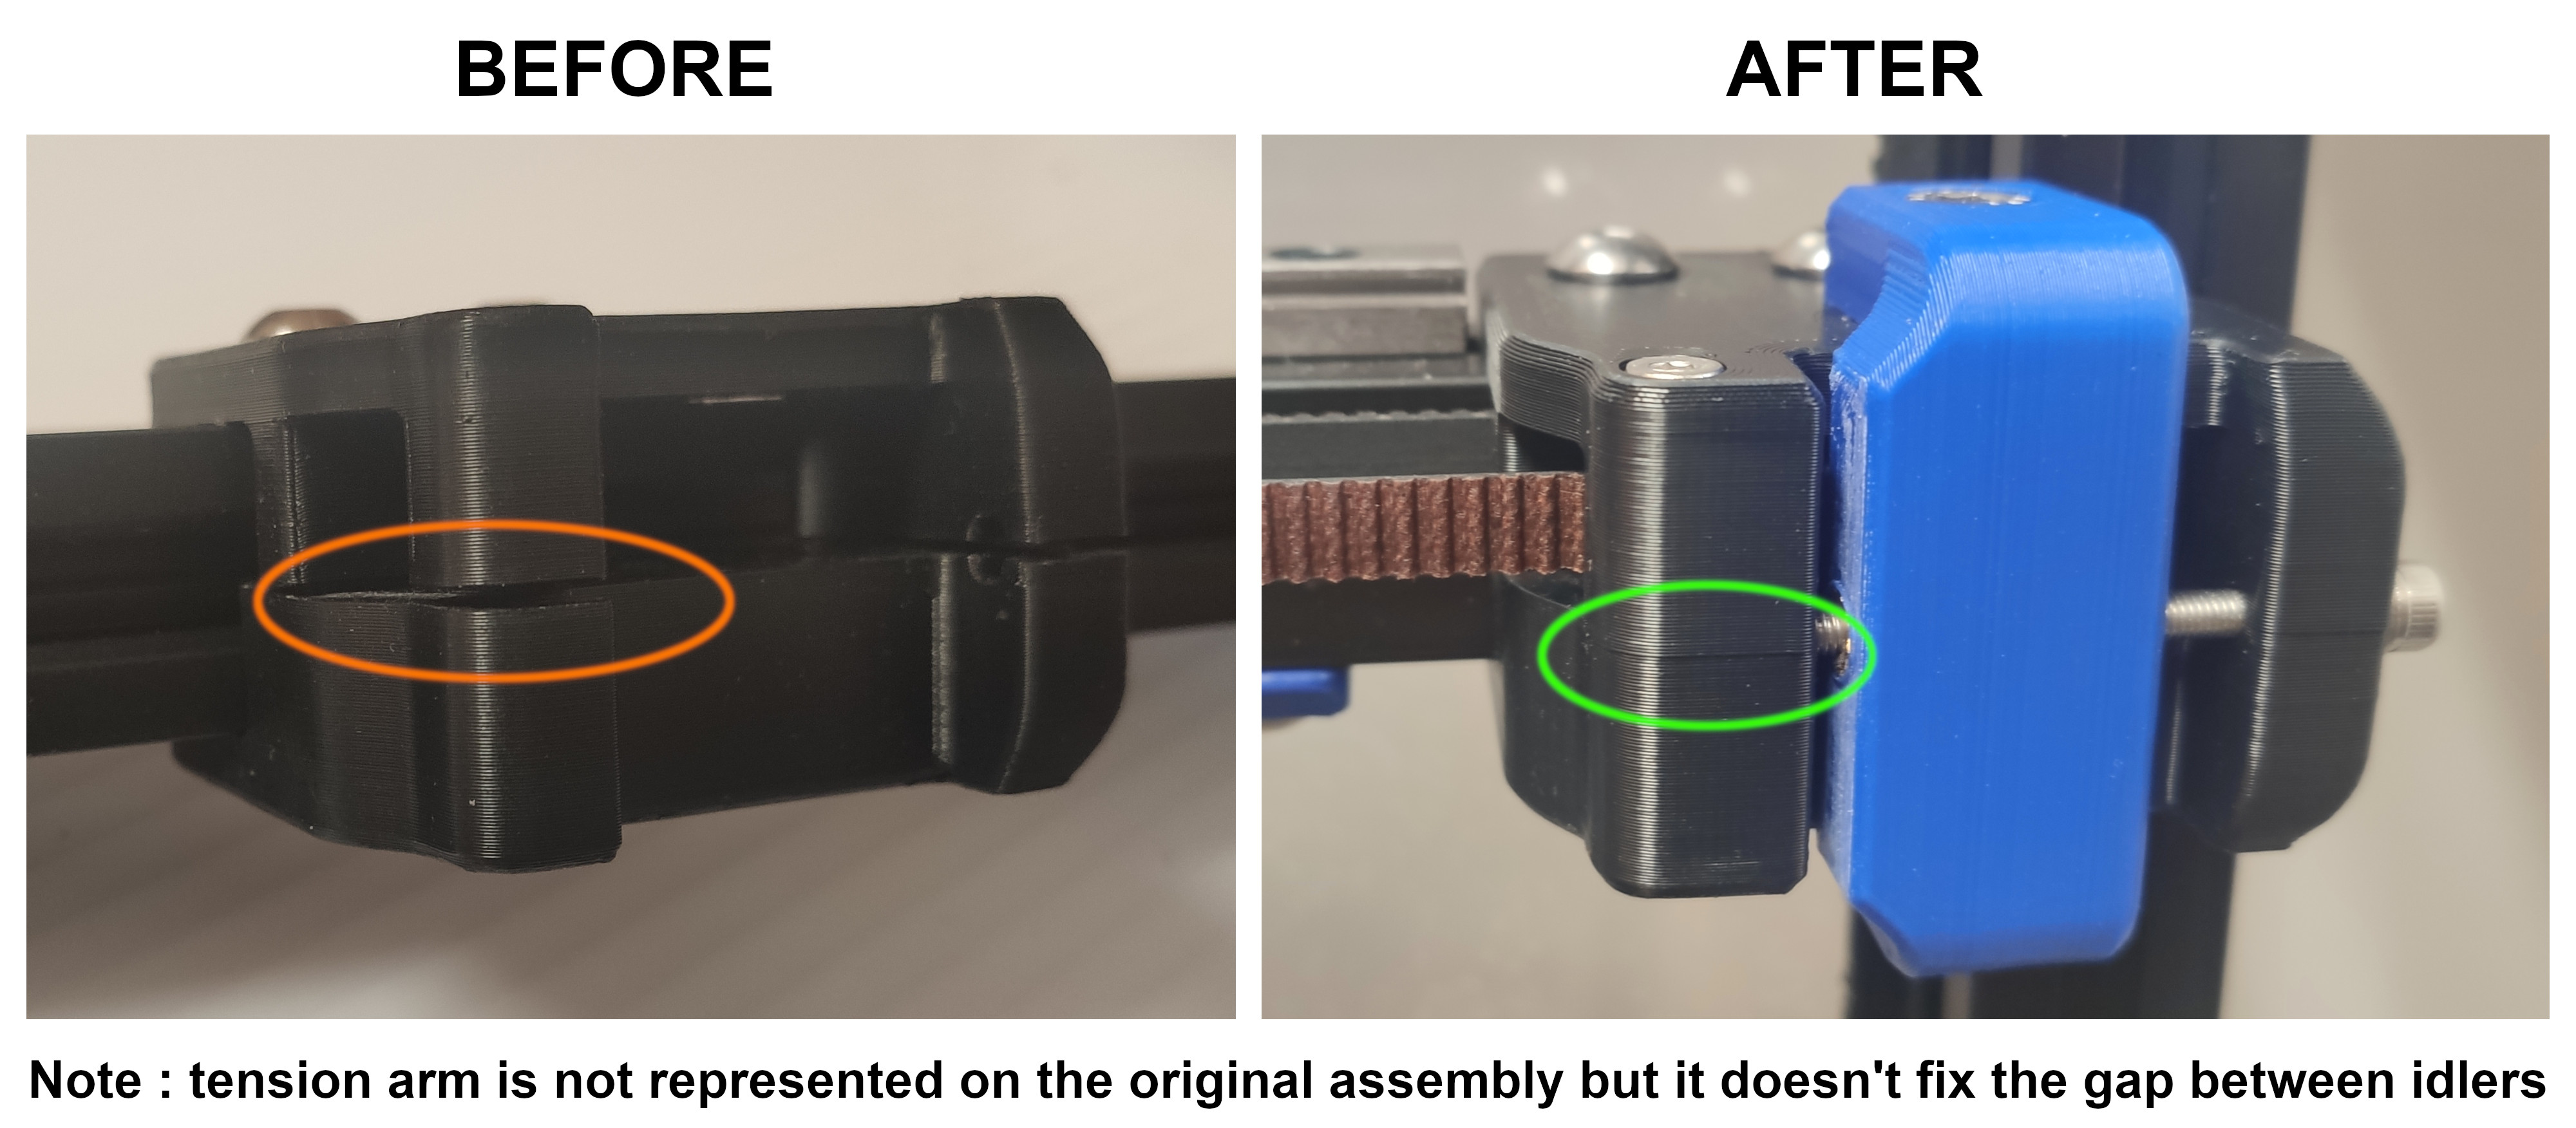 BEFORE
AFTER
Note : tension arm is not represented on the original assembly but it doesn't fix the gap between idlers